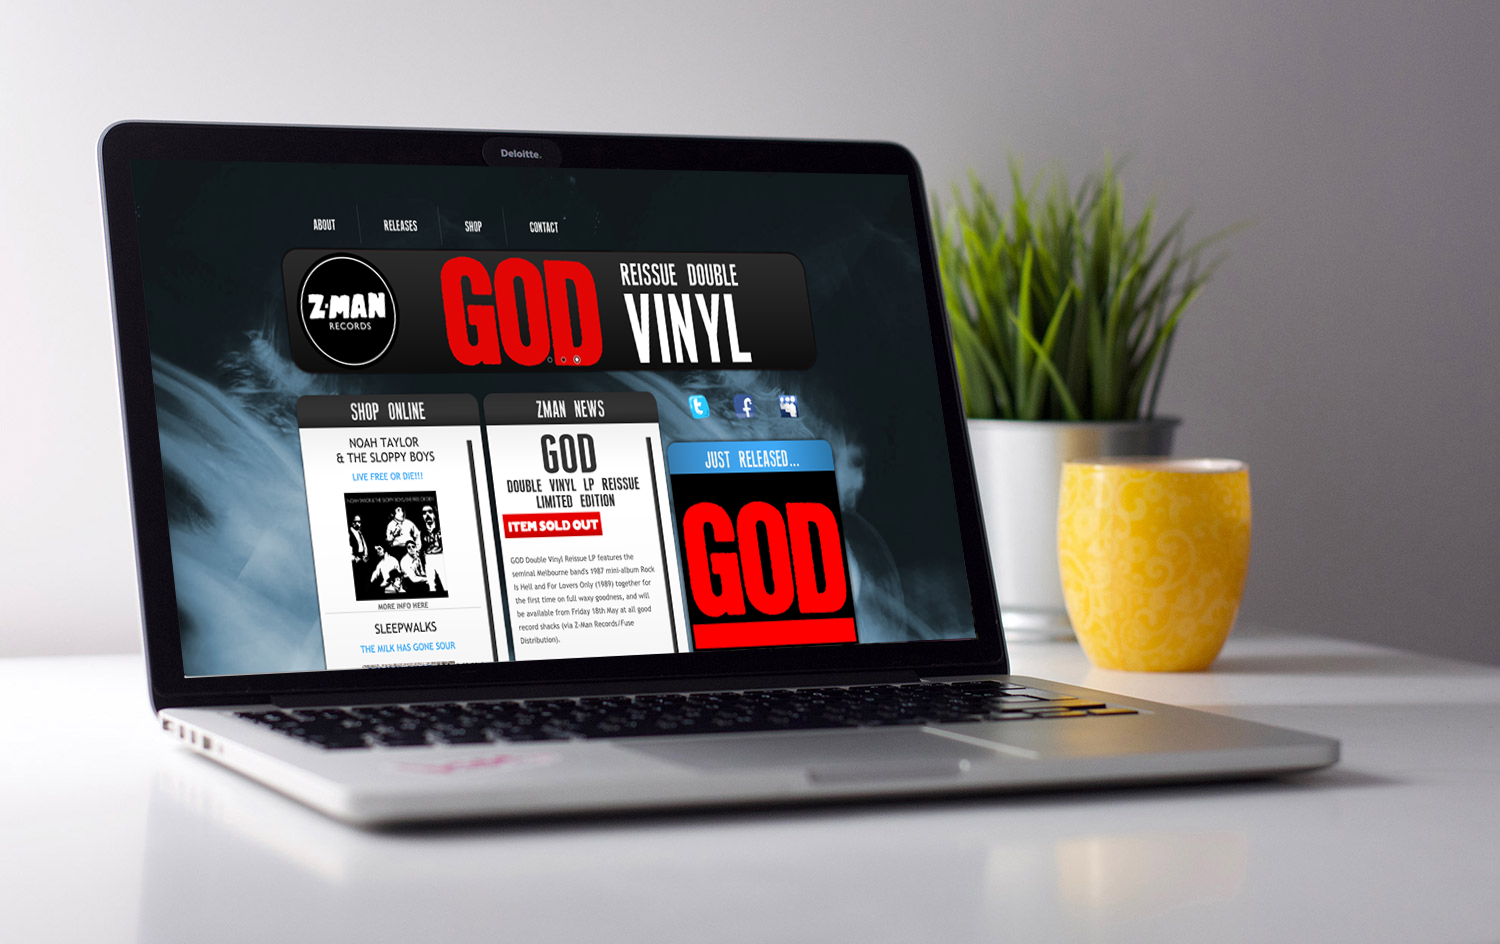 Deloitte.
ABOUT
RELEASES
SHOP
CONTACT
Z-MAN
RECORDS
GOD
REISSUE DOUBLE
VINYL
SHOP ONLINE
NOAH TAYLOR
& THE SLOPPY BOYS
LIVE FREE OR DIE!!!
MORE INFO HERE
SLEEPWALKS
THE MILK HAS GONE SOUR
ZMAN NEWS
GOD
DOUBLE VINYL LP REISSUE
LIMITED EDITION
ITEM SOLD OUT
GOD Double Vinyl Reissue LP features the
seminal Melbourne band's 1987 mini-album Rock
Is Hell and For Lovers Only (1989) together for
the first time on full waxy goodness, and will
be available from Friday 18th May at all good
record shacks (via Z-Man Records/Fuse
Distribution).
JUST RELEASED...
GOD